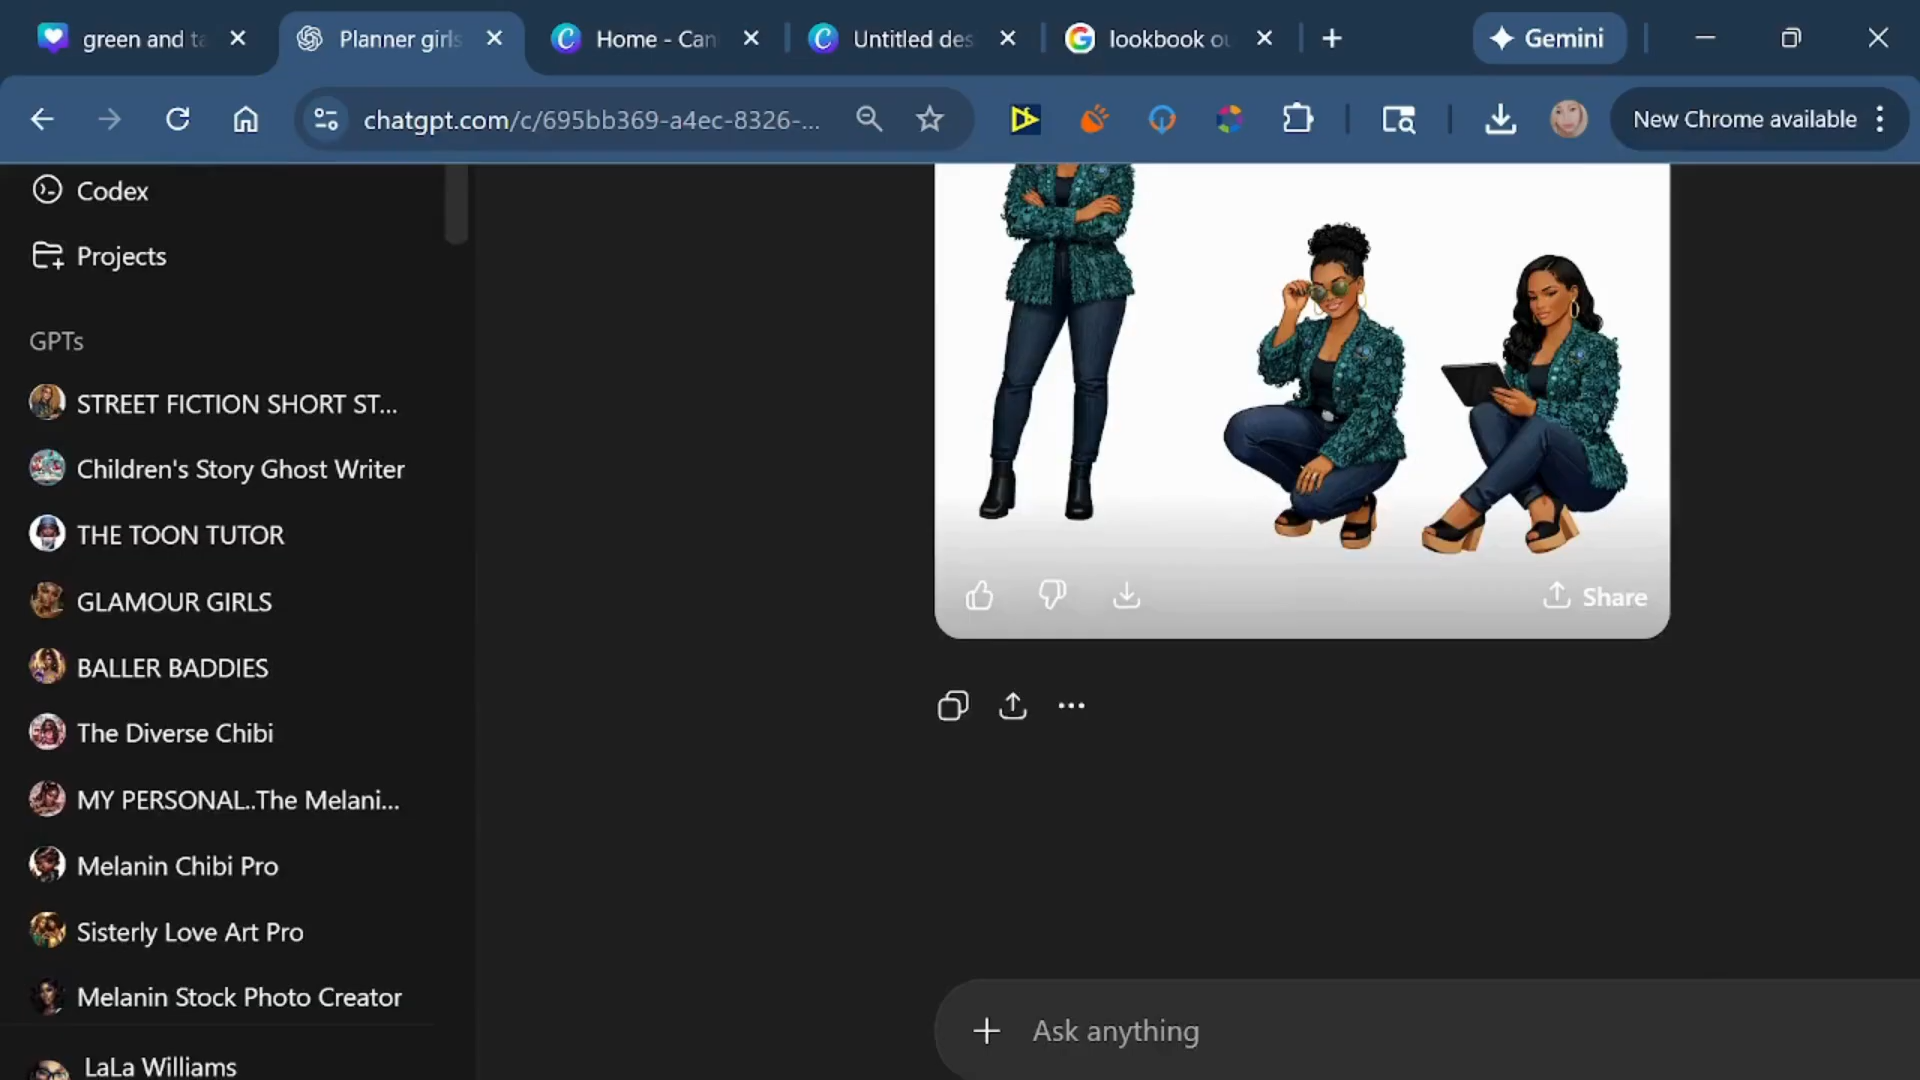 green and ta
Planner girls
Home - Can
Untitled des
lookbook ou
Gemini
chatgpt.com/c/695bb369-a4ec-8326-...
New Chrome available
Codex
Projects
GPTs
STREET FICTION SHORT ST...
Children's Story Ghost Writer
THE TOON TUTOR
GLAMOUR GIRLS
BALLER BADDIES
The Diverse Chibi
MY PERSONAL..The Melani...
Melanin Chibi Pro
Sisterly Love Art Pro
Melanin Stock Photo Creator
LaLa Williams
Share
Ask anything